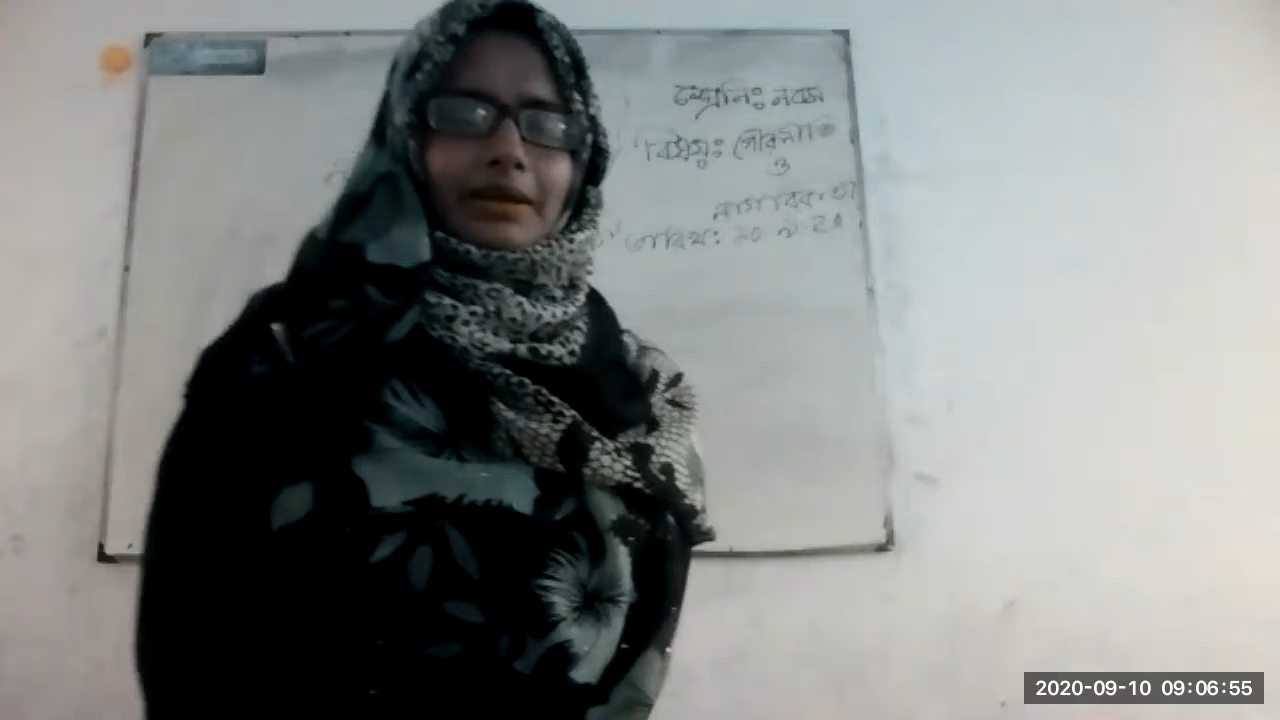 শ্রেনিঃ নবম
বিষয়ঃ পৌরনীতি
ও
নাগরিকতা
তারিখঃ ১০ ৯ ২০
2020-09-10 09:06:55